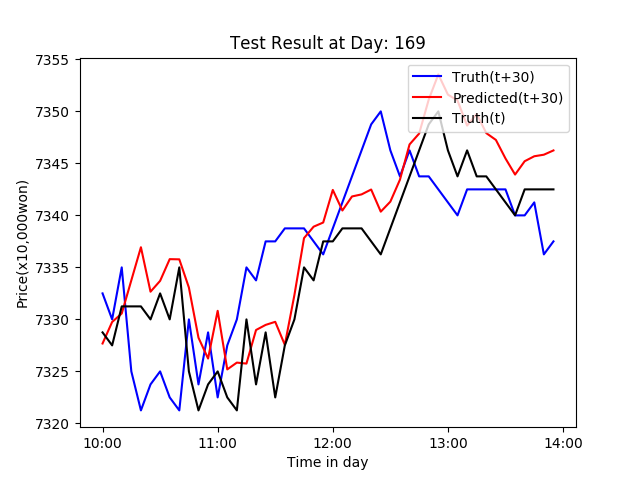 Test Result at Day: 169
Truth(t+30)
Predicted(t+30)
Truth(t)
Price(x10,000won)
7355
7350
7345
7340
7335
7330
7325
7320
10:00 11:00 12:00 13:00 14:00
Time in day